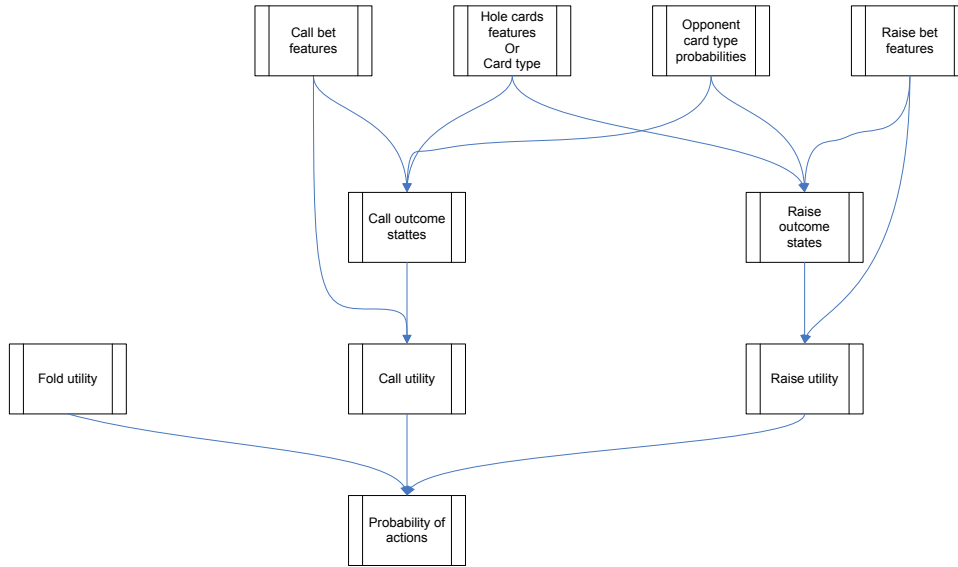 Call bet
features
Hole cards
features
Or
Card type
Opponent
card type
probabilities
Raise bet
features
Call outcome
stattes
Raise
outcome
states
Fold utility
Call utility
Raise utility
Probability of
actions